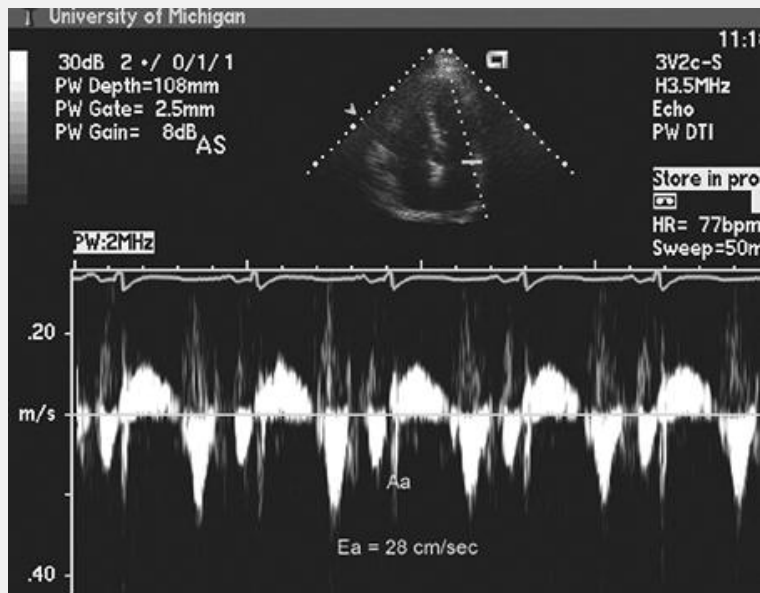 University of Michigan
11:18
30dB 2 •/ 0/1/1
PW Depth=108mm
PW Gate= 2.5mm
PW Gain= 8dB
AS
3V2c-S
H3.5MHz
Echo
PW DTI
Store in pro
HR= 77bpm
Sweep=50m
PW:2MHz
.20
m/s
Aa
Ea = 28 cm/sec
.40